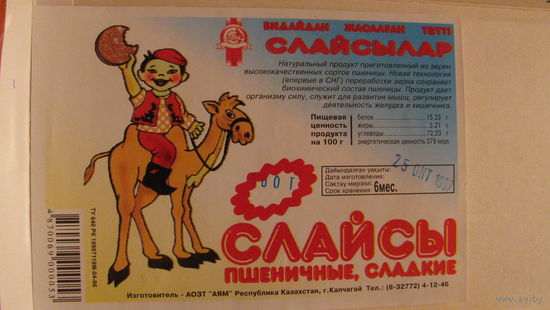 БИДАЙДАН ЖАСАЛҒАН ТӘТТІ
СЛАЙСЫЛАР
Натуральный продукт приготовленный из зерен
высококачественных сортов пшеницы. Новая технология
(впервые в СНГ) переработки зерна сохраняет
биохимический состав пшеницы. Продукт дает
организму силу, служит для развития мышц, регулирует
деятельность желудка и кишечника.
Пищевая ценность продукта на 100 г
белок 15,33 г
жиры 3,21 г
углеводы 72,23 г
энергетическая ценность 379 ккал
Дайындалған уақыты:
Дата изготовления:
25 ОКТ 1997
Сақтау мерзімі:
Срок хранения: 6мес.
СЛАЙСЫ
ПШЕНИЧНЫЕ, СЛАДКИЕ
Изготовитель - АОЗТ "АЯМ" Республика Казахстан, г.Капчагай Тел.: (8-32772) 4-12-46
4870069000053
ay.by